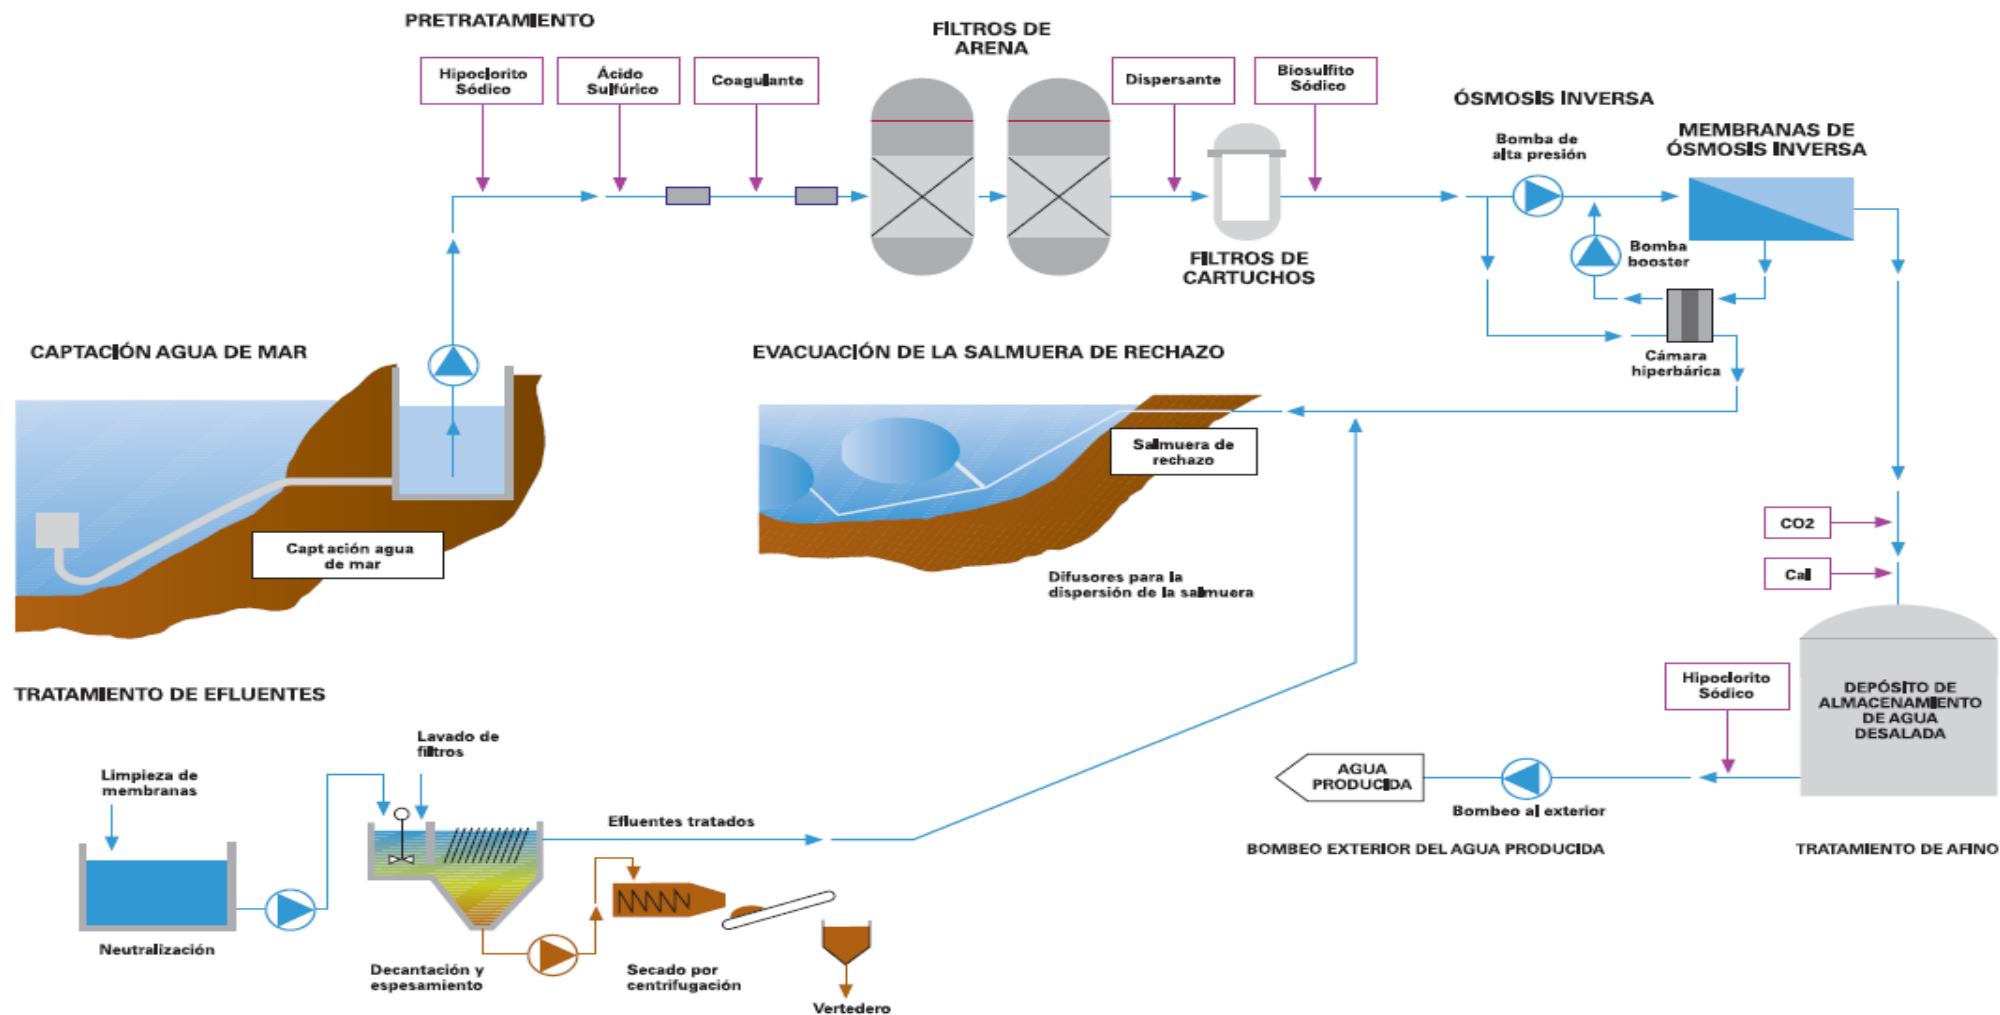 PRETRATAMIENTO
Hipoclorito
Sódico
Ácido
Sulfúrico
Coagulante
FILTROS DE
ARENA
Dispersante
Biosulfito
Sódico
FILTROS DE
CARTUCHOS
ÓSMOSIS INVERSA
Bomba de
alta presión
MEMBRANAS DE
ÓSMOSIS INVERSA
Bomba
booster
Cámara
hiperbárica
CAPTACIÓN AGUA DE MAR
Captación agua
de mar
EVACUACIÓN DE LA SALMUERA DE RECHAZO
Salmuera de
rechazo
Difusores para la
dispersión de la salmuera
CO2
Cal
DEPÓSITO DE
ALMACENAMIENTO
DE AGUA
DESALADA
Hipoclorito
Sódico
AGUA
PRODUCIDA
Bombeo al exterior
BOMBEO EXTERIOR DEL AGUA PRODUCIDA
TRATAMIENTO DE AFINO
TRATAMIENTO DE EFLUENTES
Limpieza de
membranas
Lavado de
filtros
Efluentes tratados
Neutralización
Decantación y
espesamiento
Secado por
centrifugación
Vertedero